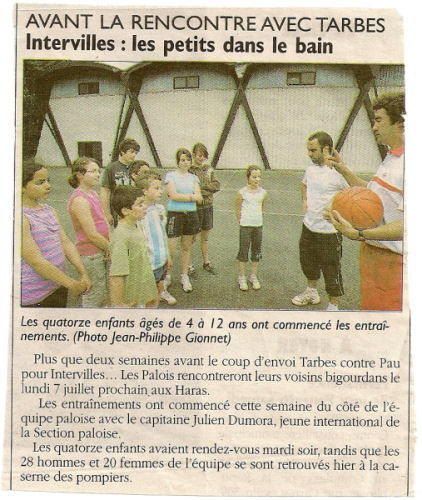 AVANT LA RENCONTRE AVEC TARBES
Intervilles : les petits dans le bain
Les quatorze enfants âgés de 4 à 12 ans ont commencé les entraî-
nements. (Photo Jean-Philippe Gionnet)
Plus que deux semaines avant le coup d'envoi Tarbes contre Pau
pour Intervilles... Les Palois rencontreront leurs voisins bigourdans le
lundi 7 juillet prochain aux Haras.
Les entraînements ont commencé cette semaine du côté de l'é-
quipe paloise avec le capitaine Julien Dumora, jeune international de
la Section paloise.
Les quatorze enfants avaient rendez-vous mardi soir, tandis que les
28 hommes et 20 femmes de l'équipe se sont retrouvés hier à la ca-
serne des pompiers.